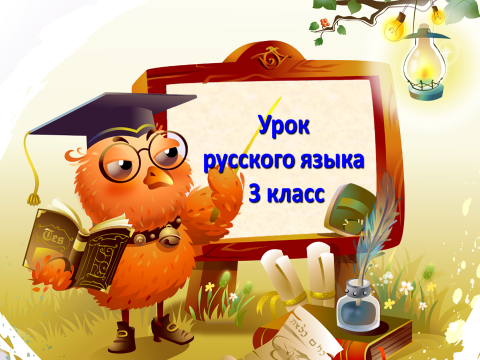 Урок
русского языка
3 класс